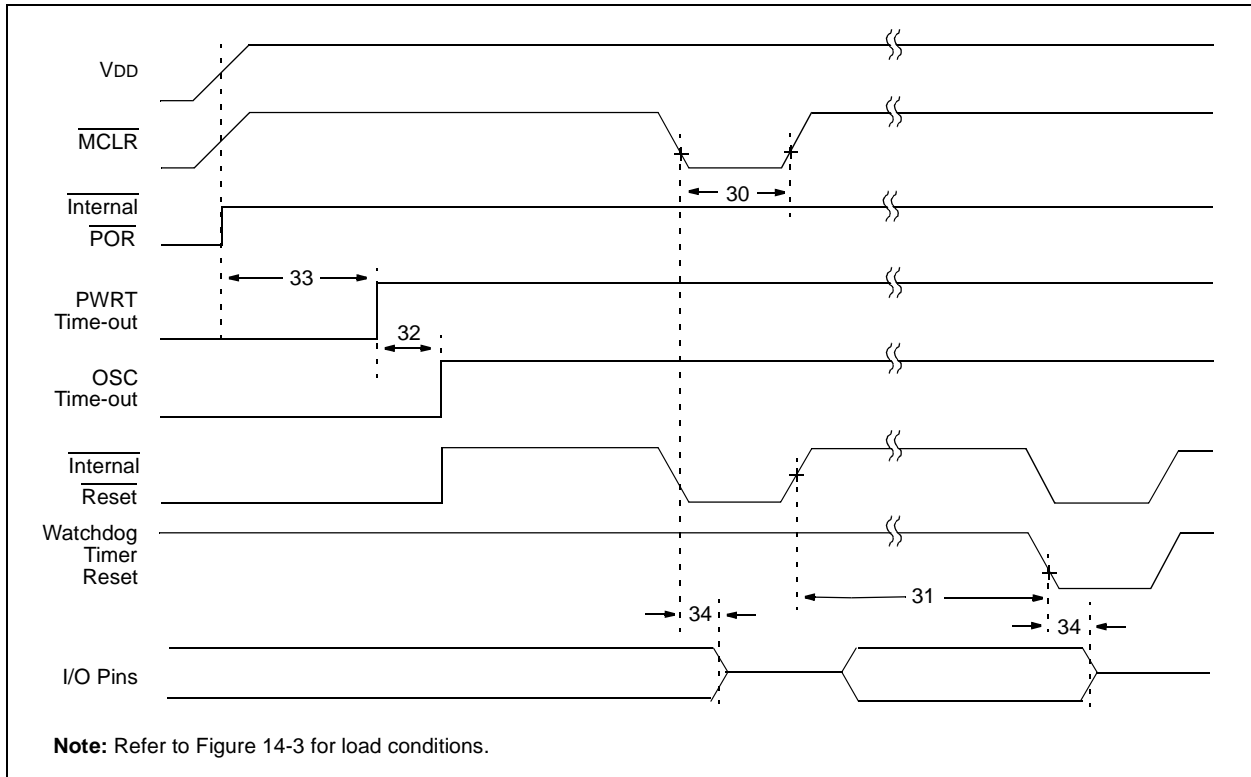 VDD
MCLR
30
Internal
POR
33
PWRT
Time-out
32
OSC
Time-out
Internal
Reset
Watchdog
Timer
Reset
31
34
34
I/O Pins
Note: Refer to Figure 14-3 for load conditions.